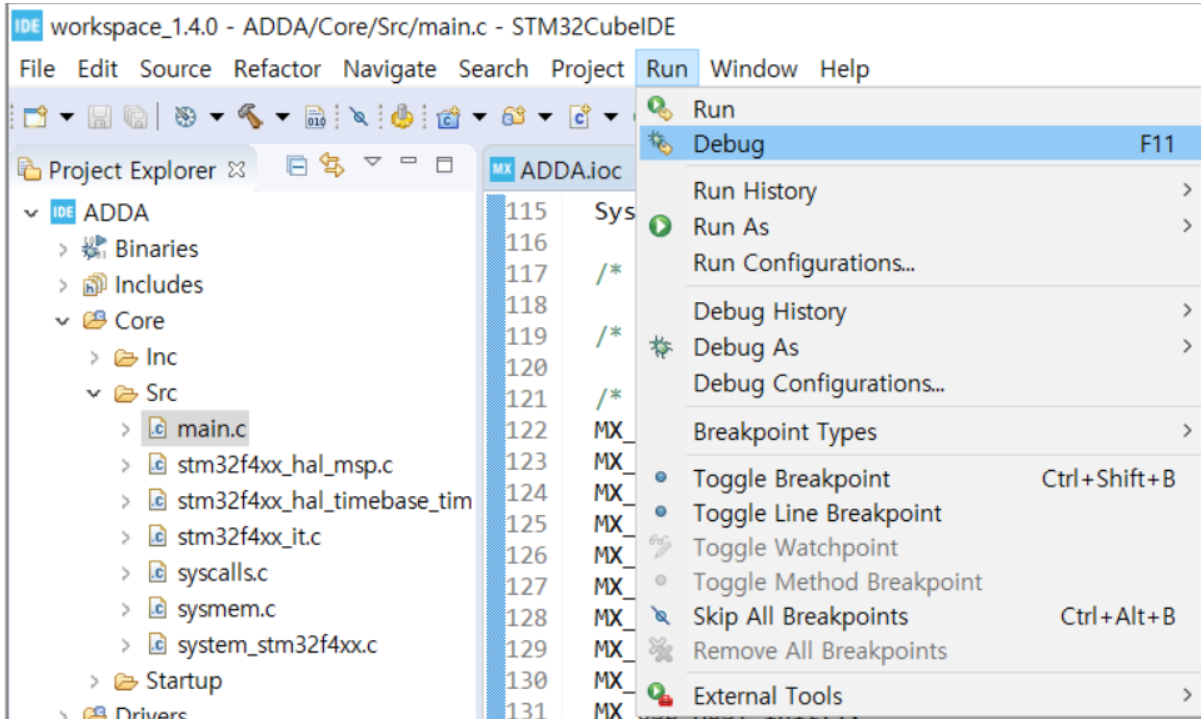 IDE workspace_1.4.0 - ADDA/Core/Src/main.c - STM32CubeIDE
File Edit Source Refactor Navigate Search Project Run Window Help
Run
Debug F11
Run History
Run As
Run Configurations...
Debug History
Debug As
Debug Configurations...
Breakpoint Types
Toggle Breakpoint Ctrl+Shift+B
Toggle Line Breakpoint
Toggle Watchpoint
Toggle Method Breakpoint
Skip All Breakpoints Ctrl+Alt+B
Remove All Breakpoints
External Tools
Project Explorer
IDE ADDA
Binaries
Includes
Core
Inc
Src
main.c
stm32f4xx_hal_msp.c
stm32f4xx_hal_timebase_tim
stm32f4xx_it.c
syscalls.c
sysmem.c
system_stm32f4xx.c
Startup
Drivers
MX ADDA.ioc
115 Sys
116
117 /*
118
119 /*
120
121 /*
122 MX_
123 MX_
124 MX_
125 MX_
126 MX_
127 MX_
128 MX_
129 MX_
130 MX_
131 MX